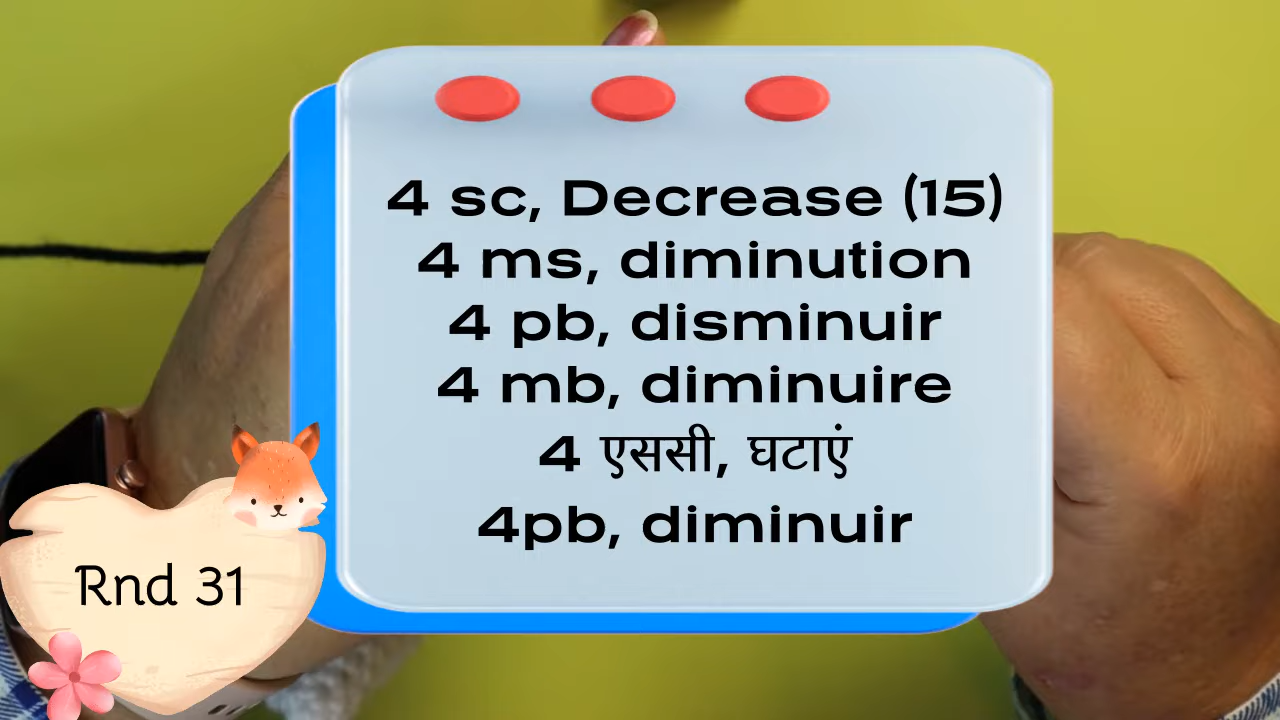 4 sc, Decrease (15)
4 ms, diminution
4 pb, disminuir
4 mb, diminuire
4 एससी, घटाएं
4pb, diminuir
Rnd 31